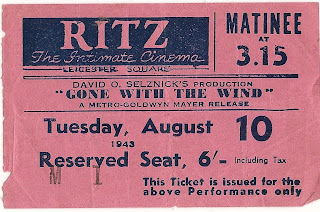 RITZ
The Intimate Cinema
LEICESTER SQUARE
MATINEE
AT
3.15
DAVID O. SELZNICK'S PRODUCTION
"GONE WITH THE WIND"
A METRO-GOLDWYN MAYER RELEASE
Tuesday, August 10
1943
Reserved Seat, 6/- Including Tax
M 1
This Ticket is issued for the
above Performance only